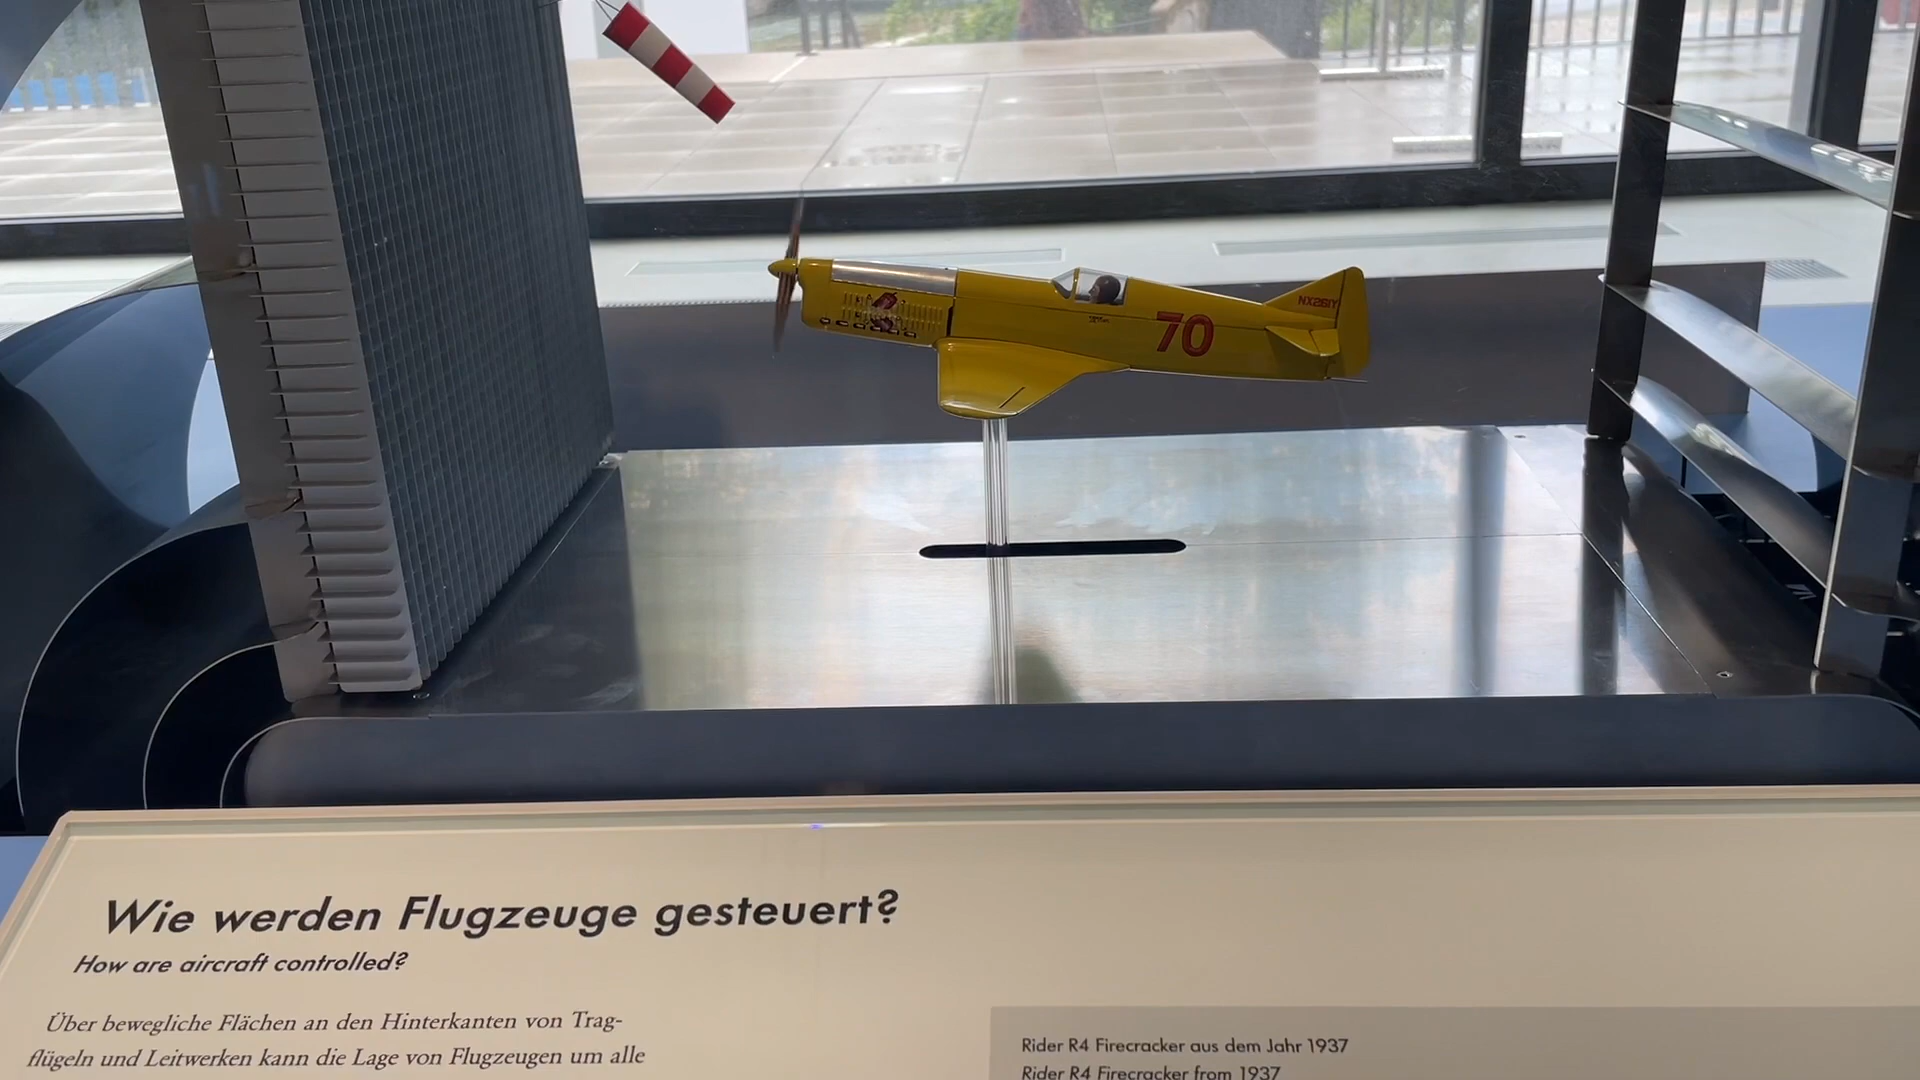 70
NX261Y
Wie werden Flugzeuge gesteuert?
How are aircraft controlled?
Über bewegliche Flächen an den Hinterkanten von Trag-
flügeln und Leitwerken kann die Lage von Flugzeugen um alle
Rider R4 Firecracker aus dem Jahr 1937
Rider R4 Firecracker from 1937